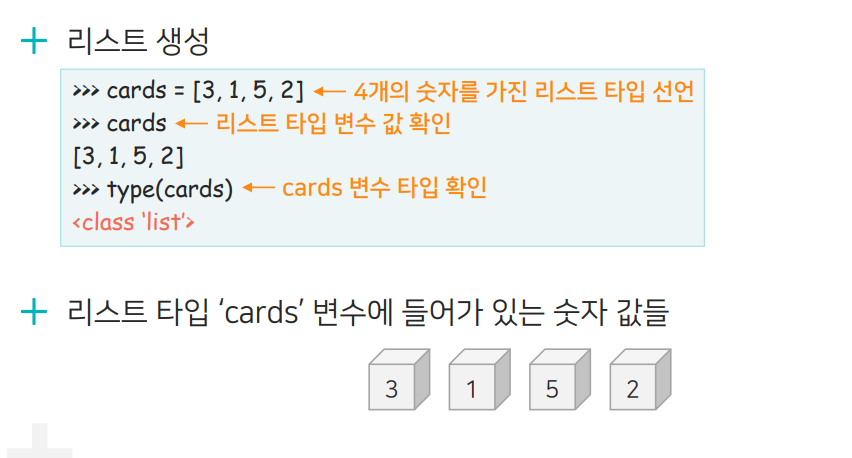 + 리스트 생성
>>> cards = [3, 1, 5, 2] ← 4개의 숫자를 가진 리스트 타입 선언
>>> cards ← 리스트 타입 변수 값 확인
[3, 1, 5, 2]
>>> type(cards) ← cards 변수 타입 확인
<class ‘list’>
+ 리스트 타입 ‘cards’ 변수에 들어가 있는 숫자 값들
3 1 5 2